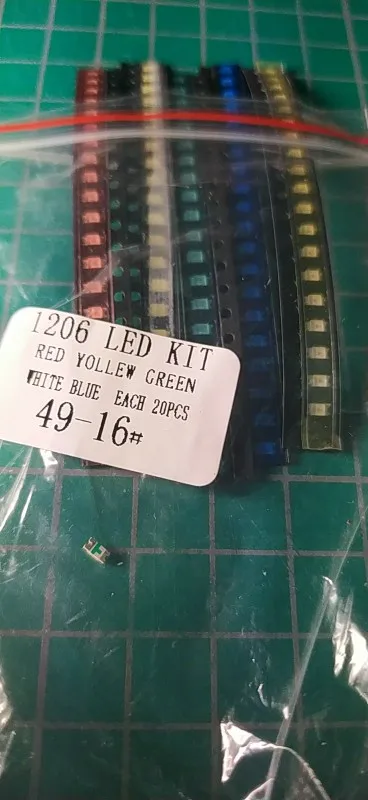 1206 LED KIT
RED YOLLEW GREEN
WHITE BLUE EACH 20PCS
49-16#